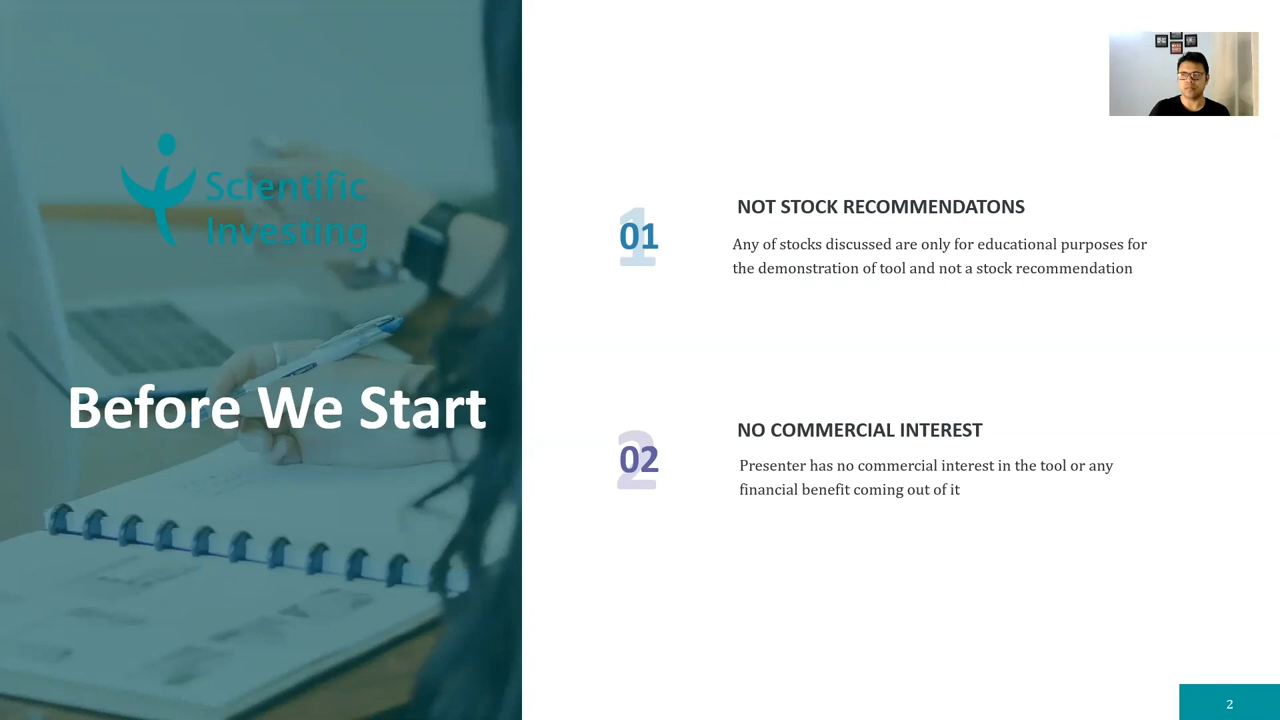 Scientific
Investing
Before We Start
01
NOT STOCK RECOMMENDATONS
Any of stocks discussed are only for educational purposes for
the demonstration of tool and not a stock recommendation
02
NO COMMERCIAL INTEREST
Presenter has no commercial interest in the tool or any
financial benefit coming out of it
2